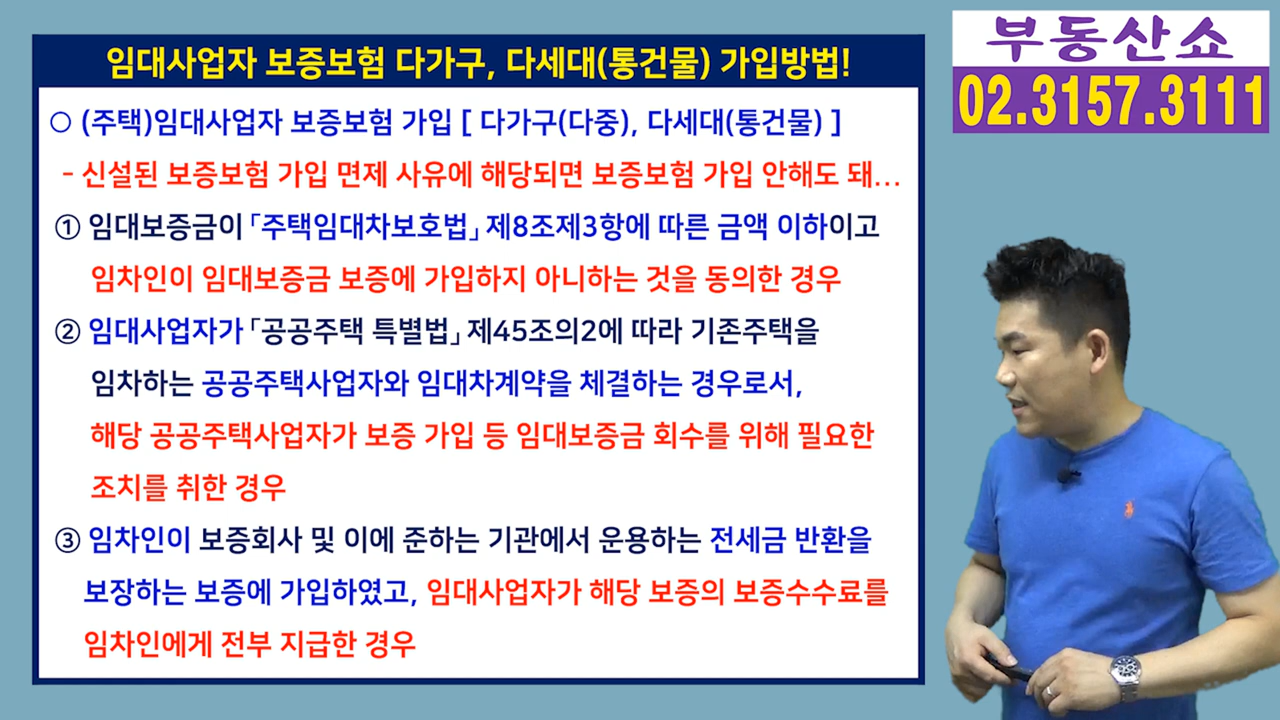 임대사업자 보증보험 다가구, 다세대(통건물) 가입방법!
부동산쇼
02.3157.3111
○ (주택)임대사업자 보증보험 가입 [ 다가구(다중), 다세대(통건물) ]
- 신설된 보증보험 가입 면제 사유에 해당되면 보증보험 가입 안해도 돼...
① 임대보증금이 「주택임대차보호법」 제8조제3항에 따른 금액 이하이고
임차인이 임대보증금 보증에 가입하지 아니하는 것을 동의한 경우
② 임대사업자가 「공공주택 특별법」 제45조의2에 따라 기존주택을
임차하는 공공주택사업자와 임대차계약을 체결하는 경우로서,
해당 공공주택사업자가 보증 가입 등 임대보증금 회수를 위해 필요한
조치를 취한 경우
③ 임차인이 보증회사 및 이에 준하는 기관에서 운용하는 전세금 반환을
보장하는 보증에 가입하였고, 임대사업자가 해당 보증의 보증수수료를
임차인에게 전부 지급한 경우